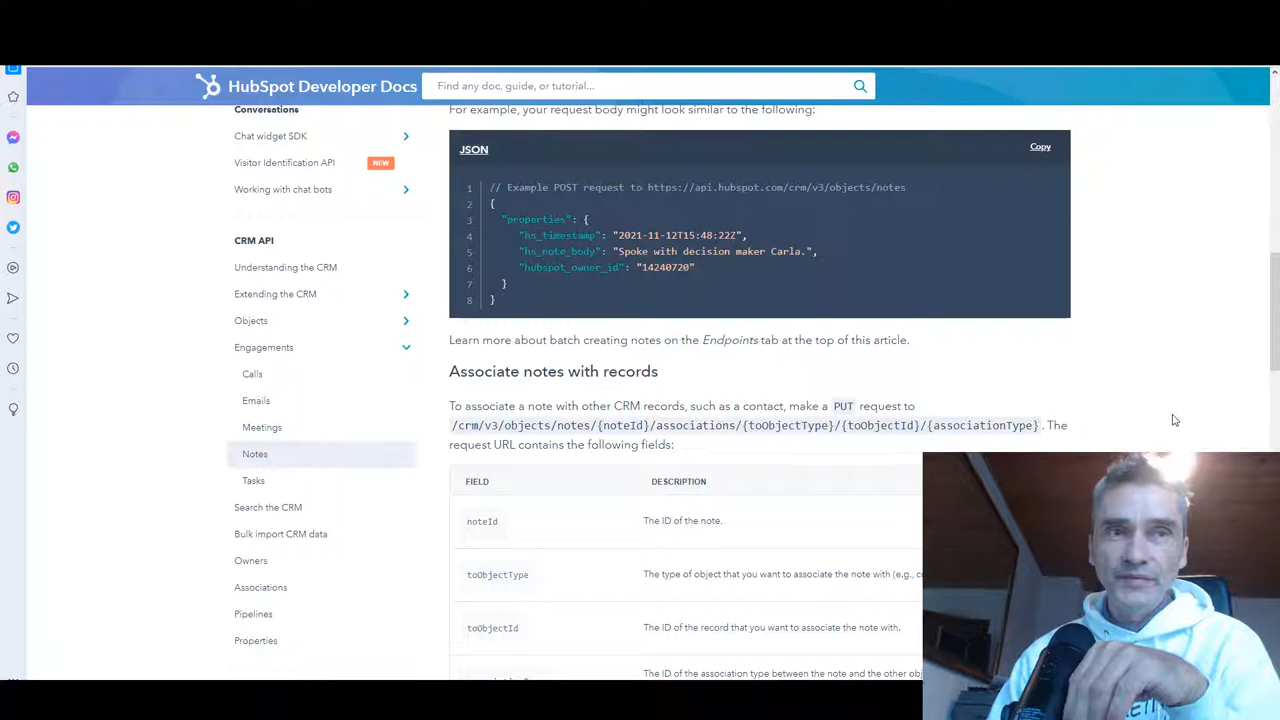 HubSpot Developer Docs
Find any doc, guide, or tutorial...
Conversations
Chat widget SDK
Visitor Identification API NEW
Working with chat bots
CRM API
Understanding the CRM
Extending the CRM
Objects
Engagements
Calls
Emails
Meetings
Notes
Tasks
Search the CRM
Bulk import CRM data
Owners
Associations
Pipelines
Properties
For example, your request body might look similar to the following:
JSON
Copy
1 // Example POST request to https://api.hubspot.com/crm/v3/objects/notes
2 {
3 "properties": {
4 "hs_timestamp": "2021-11-12T15:48:22Z",
5 "hs_note_body": "Spoke with decision maker Carla.",
6 "hubspot_owner_id": "14240720"
7 }
8 }
Learn more about batch creating notes on the Endpoints tab at the top of this article.
Associate notes with records
To associate a note with other CRM records, such as a contact, make a PUT request to
/crm/v3/objects/notes/{noteId}/associations/{toObjectType}/{toObjectId}/{associationType} . The
request URL contains the following fields:
FIELD DESCRIPTION
noteId The ID of the note.
toObjectType The type of object that you want to associate the note with (e.g.,
toObjectId The ID of the record that you want to associate the note with.
The ID of the association type between the note and the other